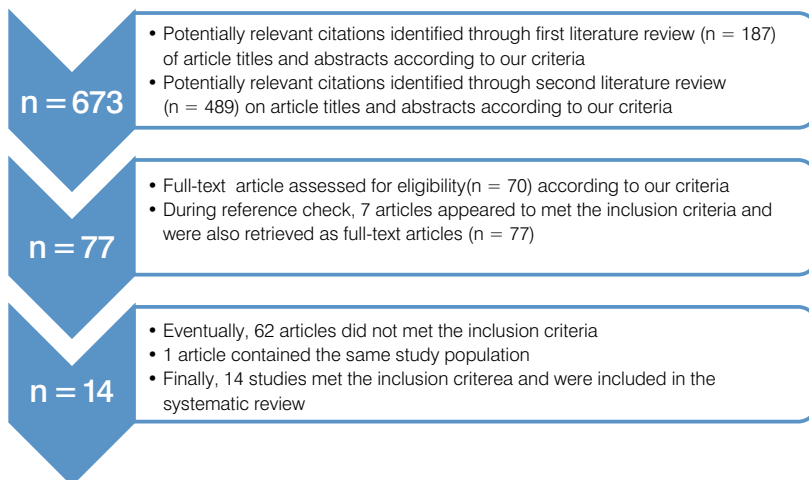 • Potentially relevant citations identified through first literature review (n = 187)
of article titles and abstracts according to our criteria
• Potentially relevant citations identified through second literature review
(n = 489) on article titles and abstracts according to our criteria
n = 673
• Full-text article assessed for eligibility(n = 70) according to our criteria
• During reference check, 7 articles appeared to met the inclusion criteria and
were also retrieved as full-text articles (n = 77)
n = 77
• Eventually, 62 articles did not met the inclusion criteria
• 1 article contained the same study population
• Finally, 14 studies met the inclusion criterea and were included in the
systematic review
n = 14